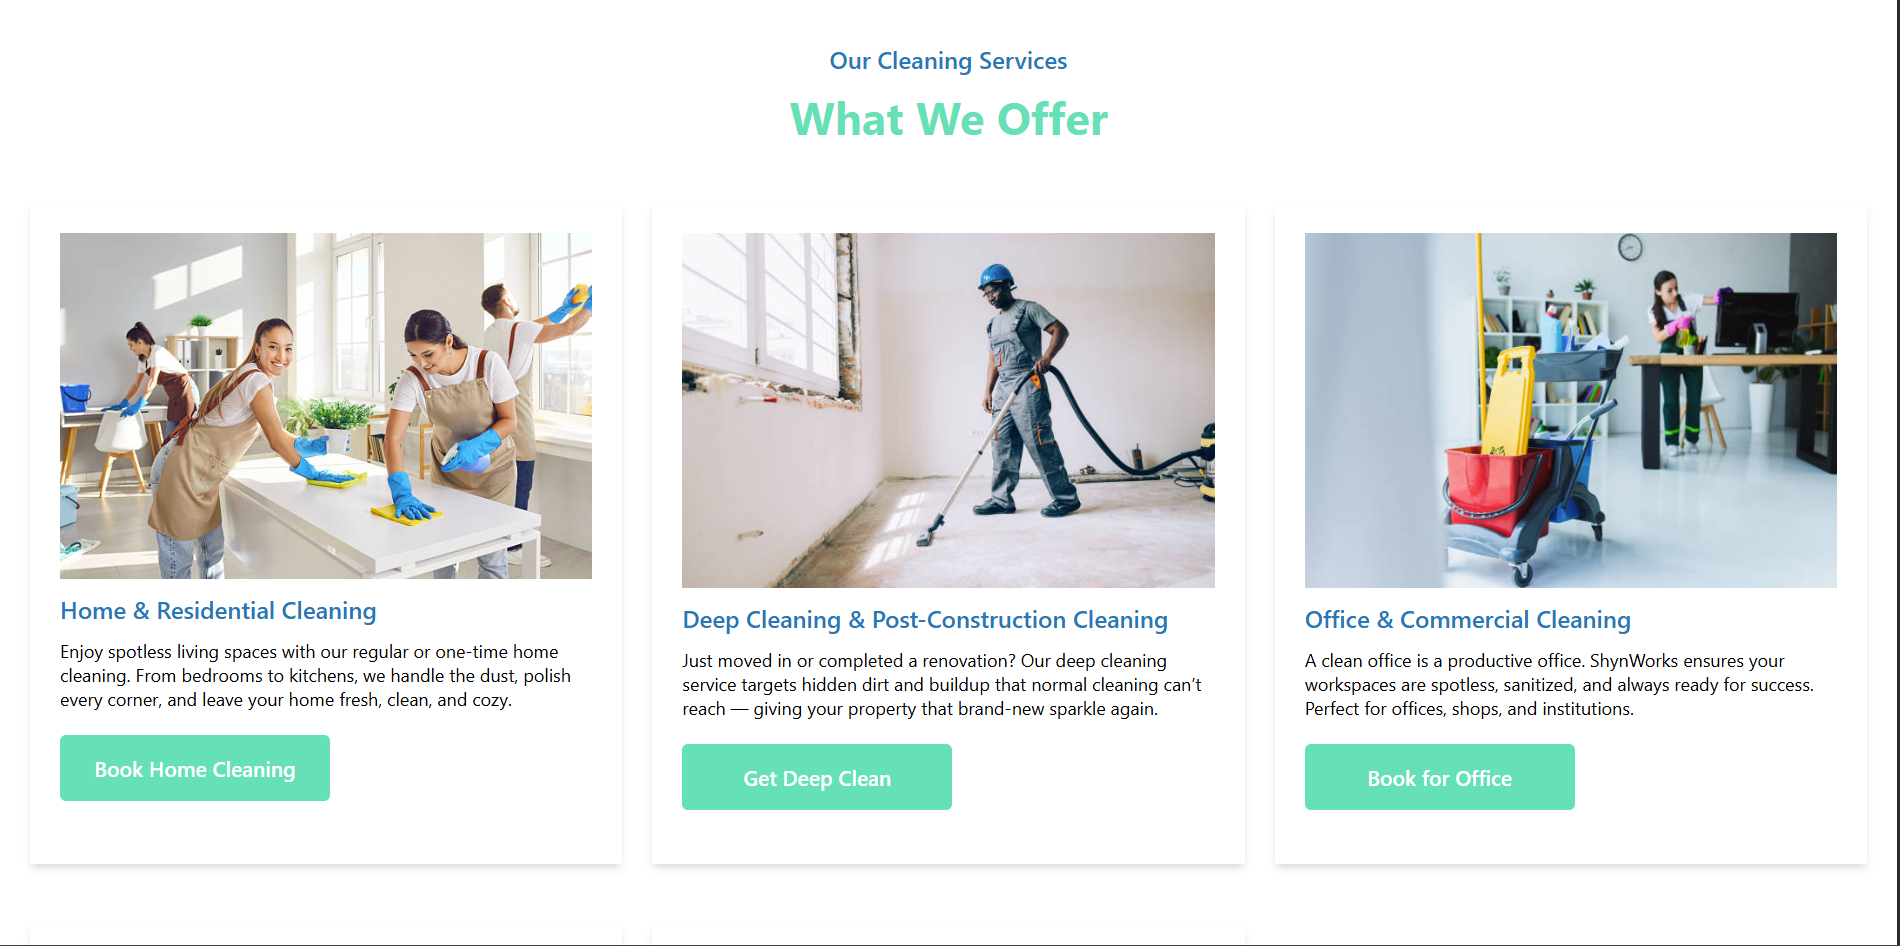 Our Cleaning Services
What We Offer
Home & Residential Cleaning
Enjoy spotless living spaces with our regular or one-time home
cleaning. From bedrooms to kitchens, we handle the dust, polish
every corner, and leave your home fresh, clean, and cozy.
Book Home Cleaning
Deep Cleaning & Post-Construction Cleaning
Just moved in or completed a renovation? Our deep cleaning
service targets hidden dirt and buildup that normal cleaning can’t
reach — giving your property that brand-new sparkle again.
Get Deep Clean
Office & Commercial Cleaning
A clean office is a productive office. ShynWorks ensures your
workspaces are spotless, sanitized, and always ready for success.
Perfect for offices, shops, and institutions.
Book for Office